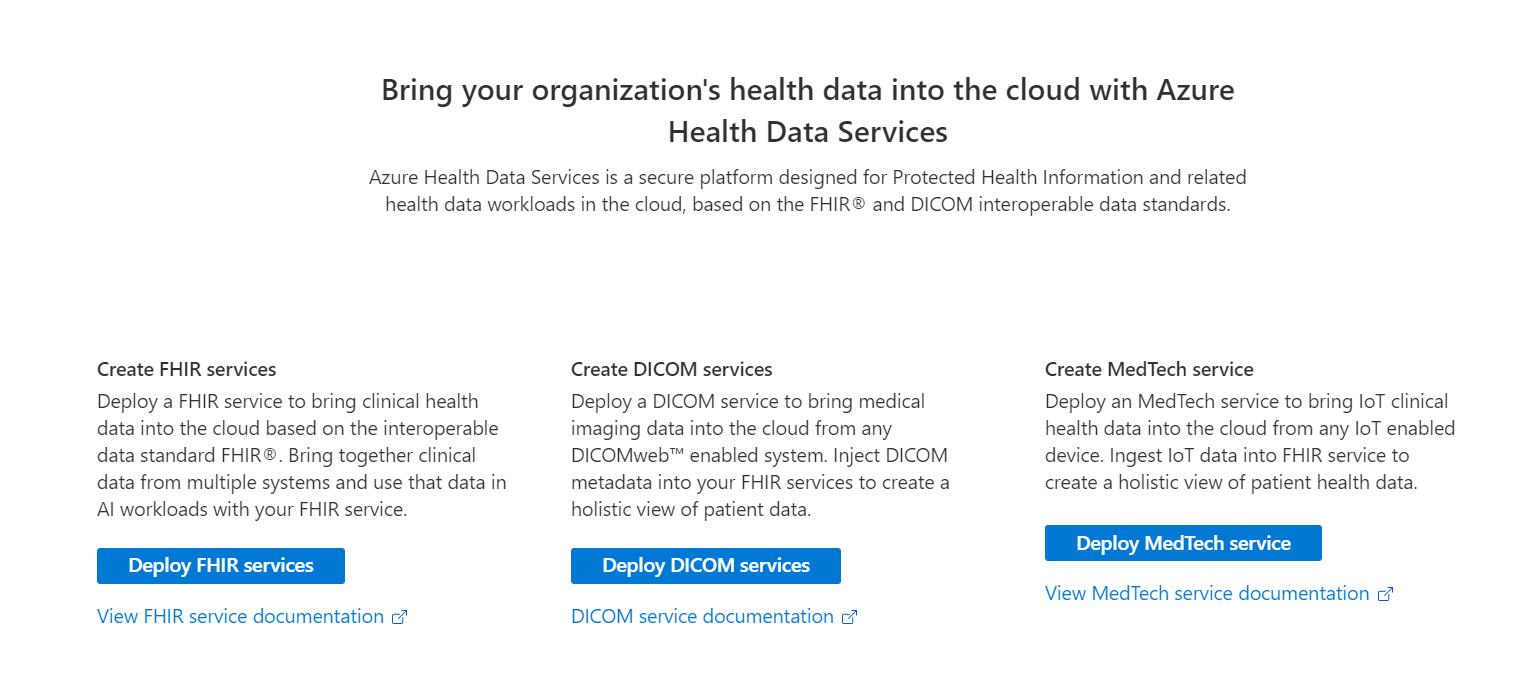 Bring your organization's health data into the cloud with Azure
Health Data Services
Azure Health Data Services is a secure platform designed for Protected Health Information and related
health data workloads in the cloud, based on the FHIR® and DICOM interoperable data standards.
Create FHIR services
Deploy a FHIR service to bring clinical health
data into the cloud based on the interoperable
data standard FHIR®. Bring together clinical
data from multiple systems and use that data in
AI workloads with your FHIR service.
Deploy FHIR services
View FHIR service documentation
Create DICOM services
Deploy a DICOM service to bring medical
imaging data into the cloud from any
DICOMweb™ enabled system. Inject DICOM
metadata into your FHIR services to create a
holistic view of patient data.
Deploy DICOM services
DICOM service documentation
Create MedTech service
Deploy an MedTech service to bring IoT clinical
health data into the cloud from any IoT enabled
device. Ingest IoT data into FHIR service to
create a holistic view of patient health data.
Deploy MedTech service
View MedTech service documentation